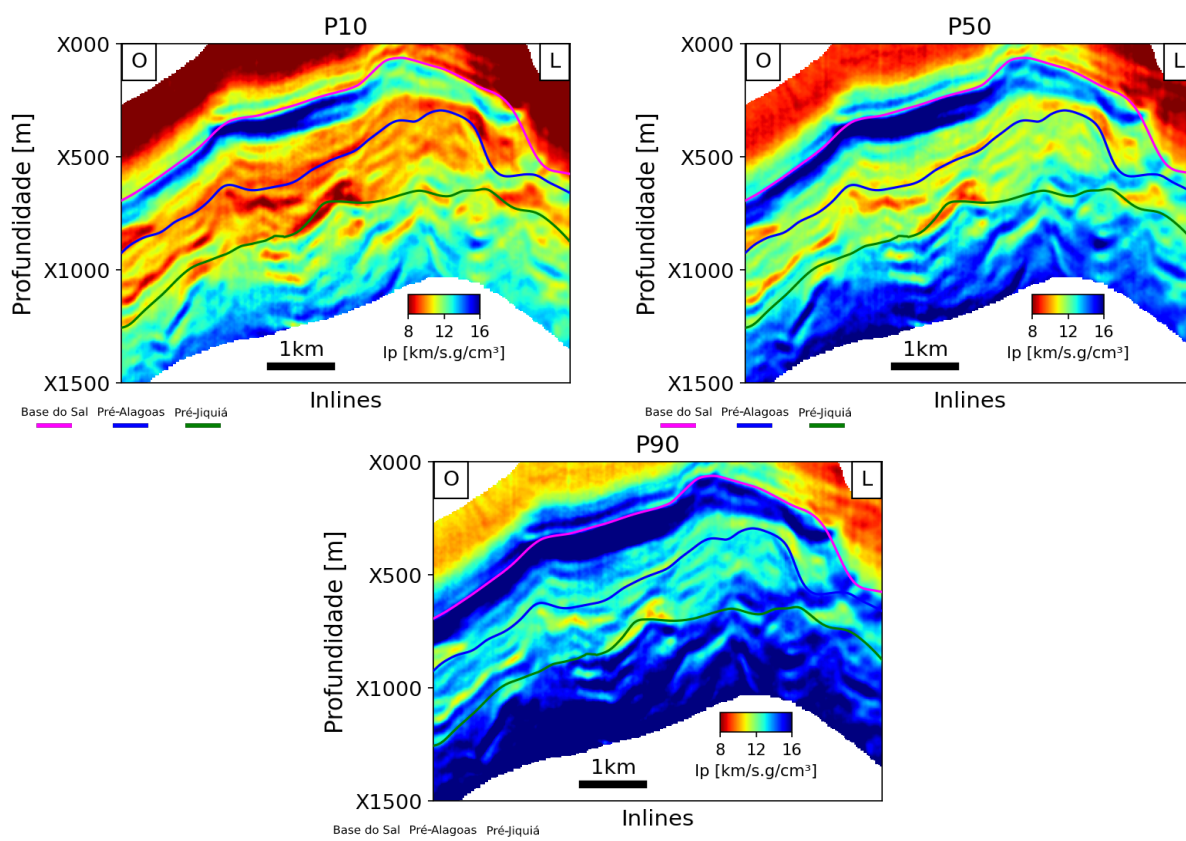 P10
O
L
X000
X500
X1000
X1500
Profundidade [m]
8 12 16
Ip [km/s.g/cm³]
1km
Inlines
Base do Sal Pré-Alagoas Pré-Jiquiá
P50
O
L
X000
X500
X1000
X1500
Profundidade [m]
8 12 16
Ip [km/s.g/cm³]
1km
Inlines
Base do Sal Pré-Alagoas Pré-Jiquiá
P90
O
L
X000
X500
X1000
X1500
Profundidade [m]
8 12 16
Ip [km/s.g/cm³]
1km
Inlines
Base do Sal Pré-Alagoas Pré-Jiquiá